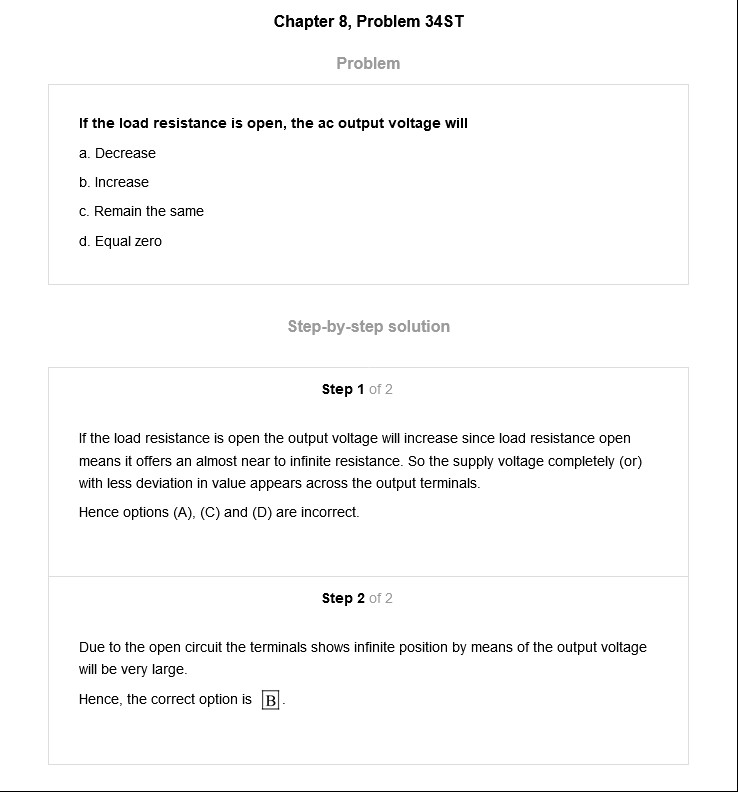 Chapter 8, Problem 34ST
Problem
If the load resistance is open, the ac output voltage will
a. Decrease
b. Increase
c. Remain the same
d. Equal zero
Step-by-step solution
Step 1 of 2
If the load resistance is open the output voltage will increase since load resistance open
means it offers an almost near to infinite resistance. So the supply voltage completely (or)
with less deviation in value appears across the output terminals.
Hence options (A), (C) and (D) are incorrect.
Step 2 of 2
Due to the open circuit the terminals shows infinite position by means of the output voltage
will be very large.
Hence, the correct option is B.